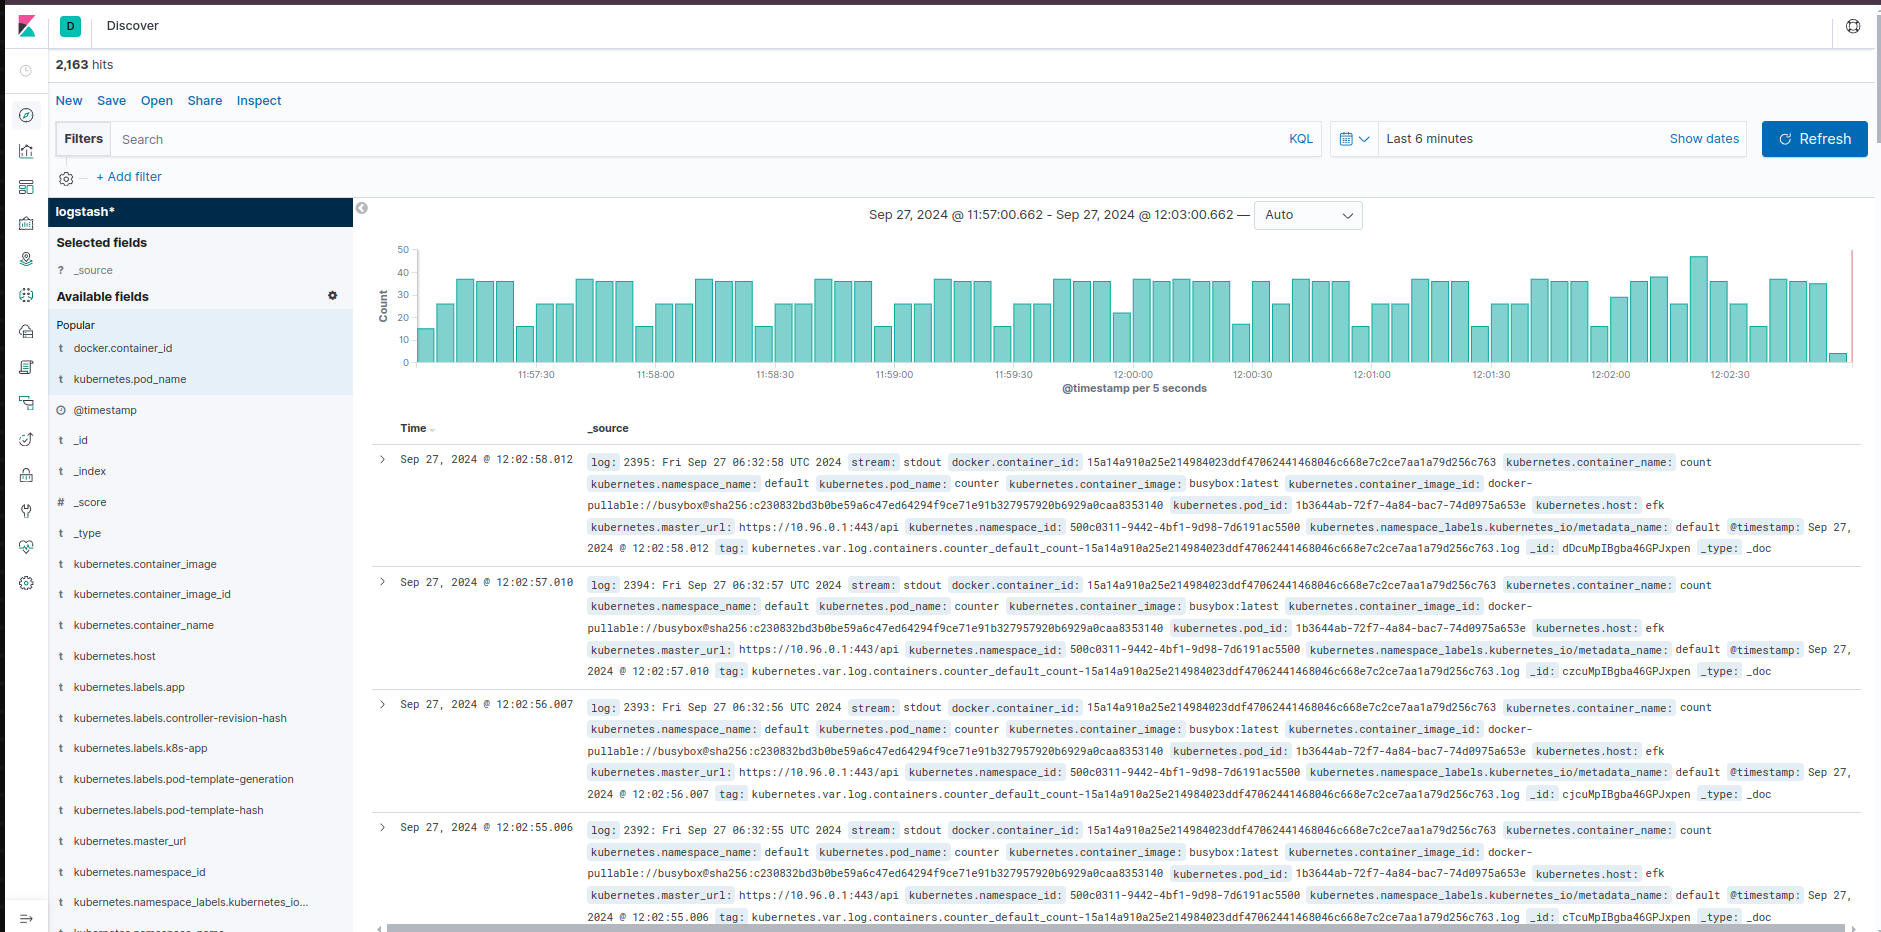 D Discover
2,163 hits
New Save Open Share Inspect
Filters Search KQL Last 6 minutes Show dates Refresh
+ Add filter
logstash*
Selected fields
? _source
Available fields
Popular
t docker.container_id
t kubernetes.pod_name
@timestamp
t _id
t _index
# _score
t _type
t kubernetes.container_image
t kubernetes.container_image_id
t kubernetes.container_name
t kubernetes.host
t kubernetes.labels.app
t kubernetes.labels.controller-revision-hash
t kubernetes.labels.k8s-app
t kubernetes.labels.pod-template-generation
t kubernetes.labels.pod-template-hash
t kubernetes.master_url
t kubernetes.namespace_id
t kubernetes.namespace_labels.kubernetes_io...
Sep 27, 2024 @ 11:57:00.662 - Sep 27, 2024 @ 12:03:00.662 — Auto
Count
50
40
30
20
10
0
11:57:30 11:58:00 11:58:30 11:59:00 11:59:30 12:00:00 12:00:30 12:01:00 12:01:30 12:02:00 12:02:30
@timestamp per 5 seconds
Time _source
Sep 27, 2024 @ 12:02:58.012 log: 2395: Fri Sep 27 06:32:58 UTC 2024 stream: stdout docker.container_id: 15a14a910a25e214984023ddf47062441468046c668e7c2ce7aa1a79d256c763 kubernetes.container_name: count
kubernetes.namespace_name: default kubernetes.pod_name: counter kubernetes.container_image: busybox:latest kubernetes.container_image_id: docker-
pullable://busybox@sha256:c230832bd3b0be59a6c47ed64294f9ce71e91b327957920b6929a0caa8353140 kubernetes.pod_id: 1b3644ab-72f7-4a84-bac7-74d0975a653e kubernetes.host: efk
kubernetes.master_url: https://10.96.0.1:443/api kubernetes.namespace_id: 500c0311-9442-4bf1-9d98-7d6191ac5500 kubernetes.namespace_labels.kubernetes_io/metadata_name: default @timestamp: Sep 27,
2024 @ 12:02:58.012 tag: kubernetes.var.log.containers.counter_default_count-15a14a910a25e214984023ddf47062441468046c668e7c2ce7aa1a79d256c763.log _id: dDcuMpIBgba46GPJxpen _type: _doc
Sep 27, 2024 @ 12:02:57.010 log: 2394: Fri Sep 27 06:32:57 UTC 2024 stream: stdout docker.container_id: 15a14a910a25e214984023ddf47062441468046c668e7c2ce7aa1a79d256c763 kubernetes.container_name: count
kubernetes.namespace_name: default kubernetes.pod_name: counter kubernetes.container_image: busybox:latest kubernetes.container_image_id: docker-
pullable://busybox@sha256:c230832bd3b0be59a6c47ed64294f9ce71e91b327957920b6929a0caa8353140 kubernetes.pod_id: 1b3644ab-72f7-4a84-bac7-74d0975a653e kubernetes.host: efk
kubernetes.master_url: https://10.96.0.1:443/api kubernetes.namespace_id: 500c0311-9442-4bf1-9d98-7d6191ac5500 kubernetes.namespace_labels.kubernetes_io/metadata_name: default @timestamp: Sep 27,
2024 @ 12:02:57.010 tag: kubernetes.var.log.containers.counter_default_count-15a14a910a25e214984023ddf47062441468046c668e7c2ce7aa1a79d256c763.log _id: czcuMpIBgba46GPJxpen _type: _doc
Sep 27, 2024 @ 12:02:56.007 log: 2393: Fri Sep 27 06:32:56 UTC 2024 stream: stdout docker.container_id: 15a14a910a25e214984023ddf47062441468046c668e7c2ce7aa1a79d256c763 kubernetes.container_name: count
kubernetes.namespace_name: default kubernetes.pod_name: counter kubernetes.container_image: busybox:latest kubernetes.container_image_id: docker-
pullable://busybox@sha256:c230832bd3b0be59a6c47ed64294f9ce71e91b327957920b6929a0caa8353140 kubernetes.pod_id: 1b3644ab-72f7-4a84-bac7-74d0975a653e kubernetes.host: efk
kubernetes.master_url: https://10.96.0.1:443/api kubernetes.namespace_id: 500c0311-9442-4bf1-9d98-7d6191ac5500 kubernetes.namespace_labels.kubernetes_io/metadata_name: default @timestamp: Sep 27,
2024 @ 12:02:56.007 tag: kubernetes.var.log.containers.counter_default_count-15a14a910a25e214984023ddf47062441468046c668e7c2ce7aa1a79d256c763.log _id: cjcuMpIBgba46GPJxpen _type: _doc
Sep 27, 2024 @ 12:02:55.006 log: 2392: Fri Sep 27 06:32:55 UTC 2024 stream: stdout docker.container_id: 15a14a910a25e214984023ddf47062441468046c668e7c2ce7aa1a79d256c763 kubernetes.container_name: count
kubernetes.namespace_name: default kubernetes.pod_name: counter kubernetes.container_image: busybox:latest kubernetes.container_image_id: docker-
pullable://busybox@sha256:c230832bd3b0be59a6c47ed64294f9ce71e91b327957920b6929a0caa8353140 kubernetes.pod_id: 1b3644ab-72f7-4a84-bac7-74d0975a653e kubernetes.host: efk
kubernetes.master_url: https://10.96.0.1:443/api kubernetes.namespace_id: 500c0311-9442-4bf1-9d98-7d6191ac5500 kubernetes.namespace_labels.kubernetes_io/metadata_name: default @timestamp: Sep 27,
2024 @ 12:02:55.006 tag: kubernetes.var.log.containers.counter_default_count-15a14a910a25e214984023ddf47062441468046c668e7c2ce7aa1a79d256c763.log _id: cTcuMpIBgba46GPJxpen _type: _doc